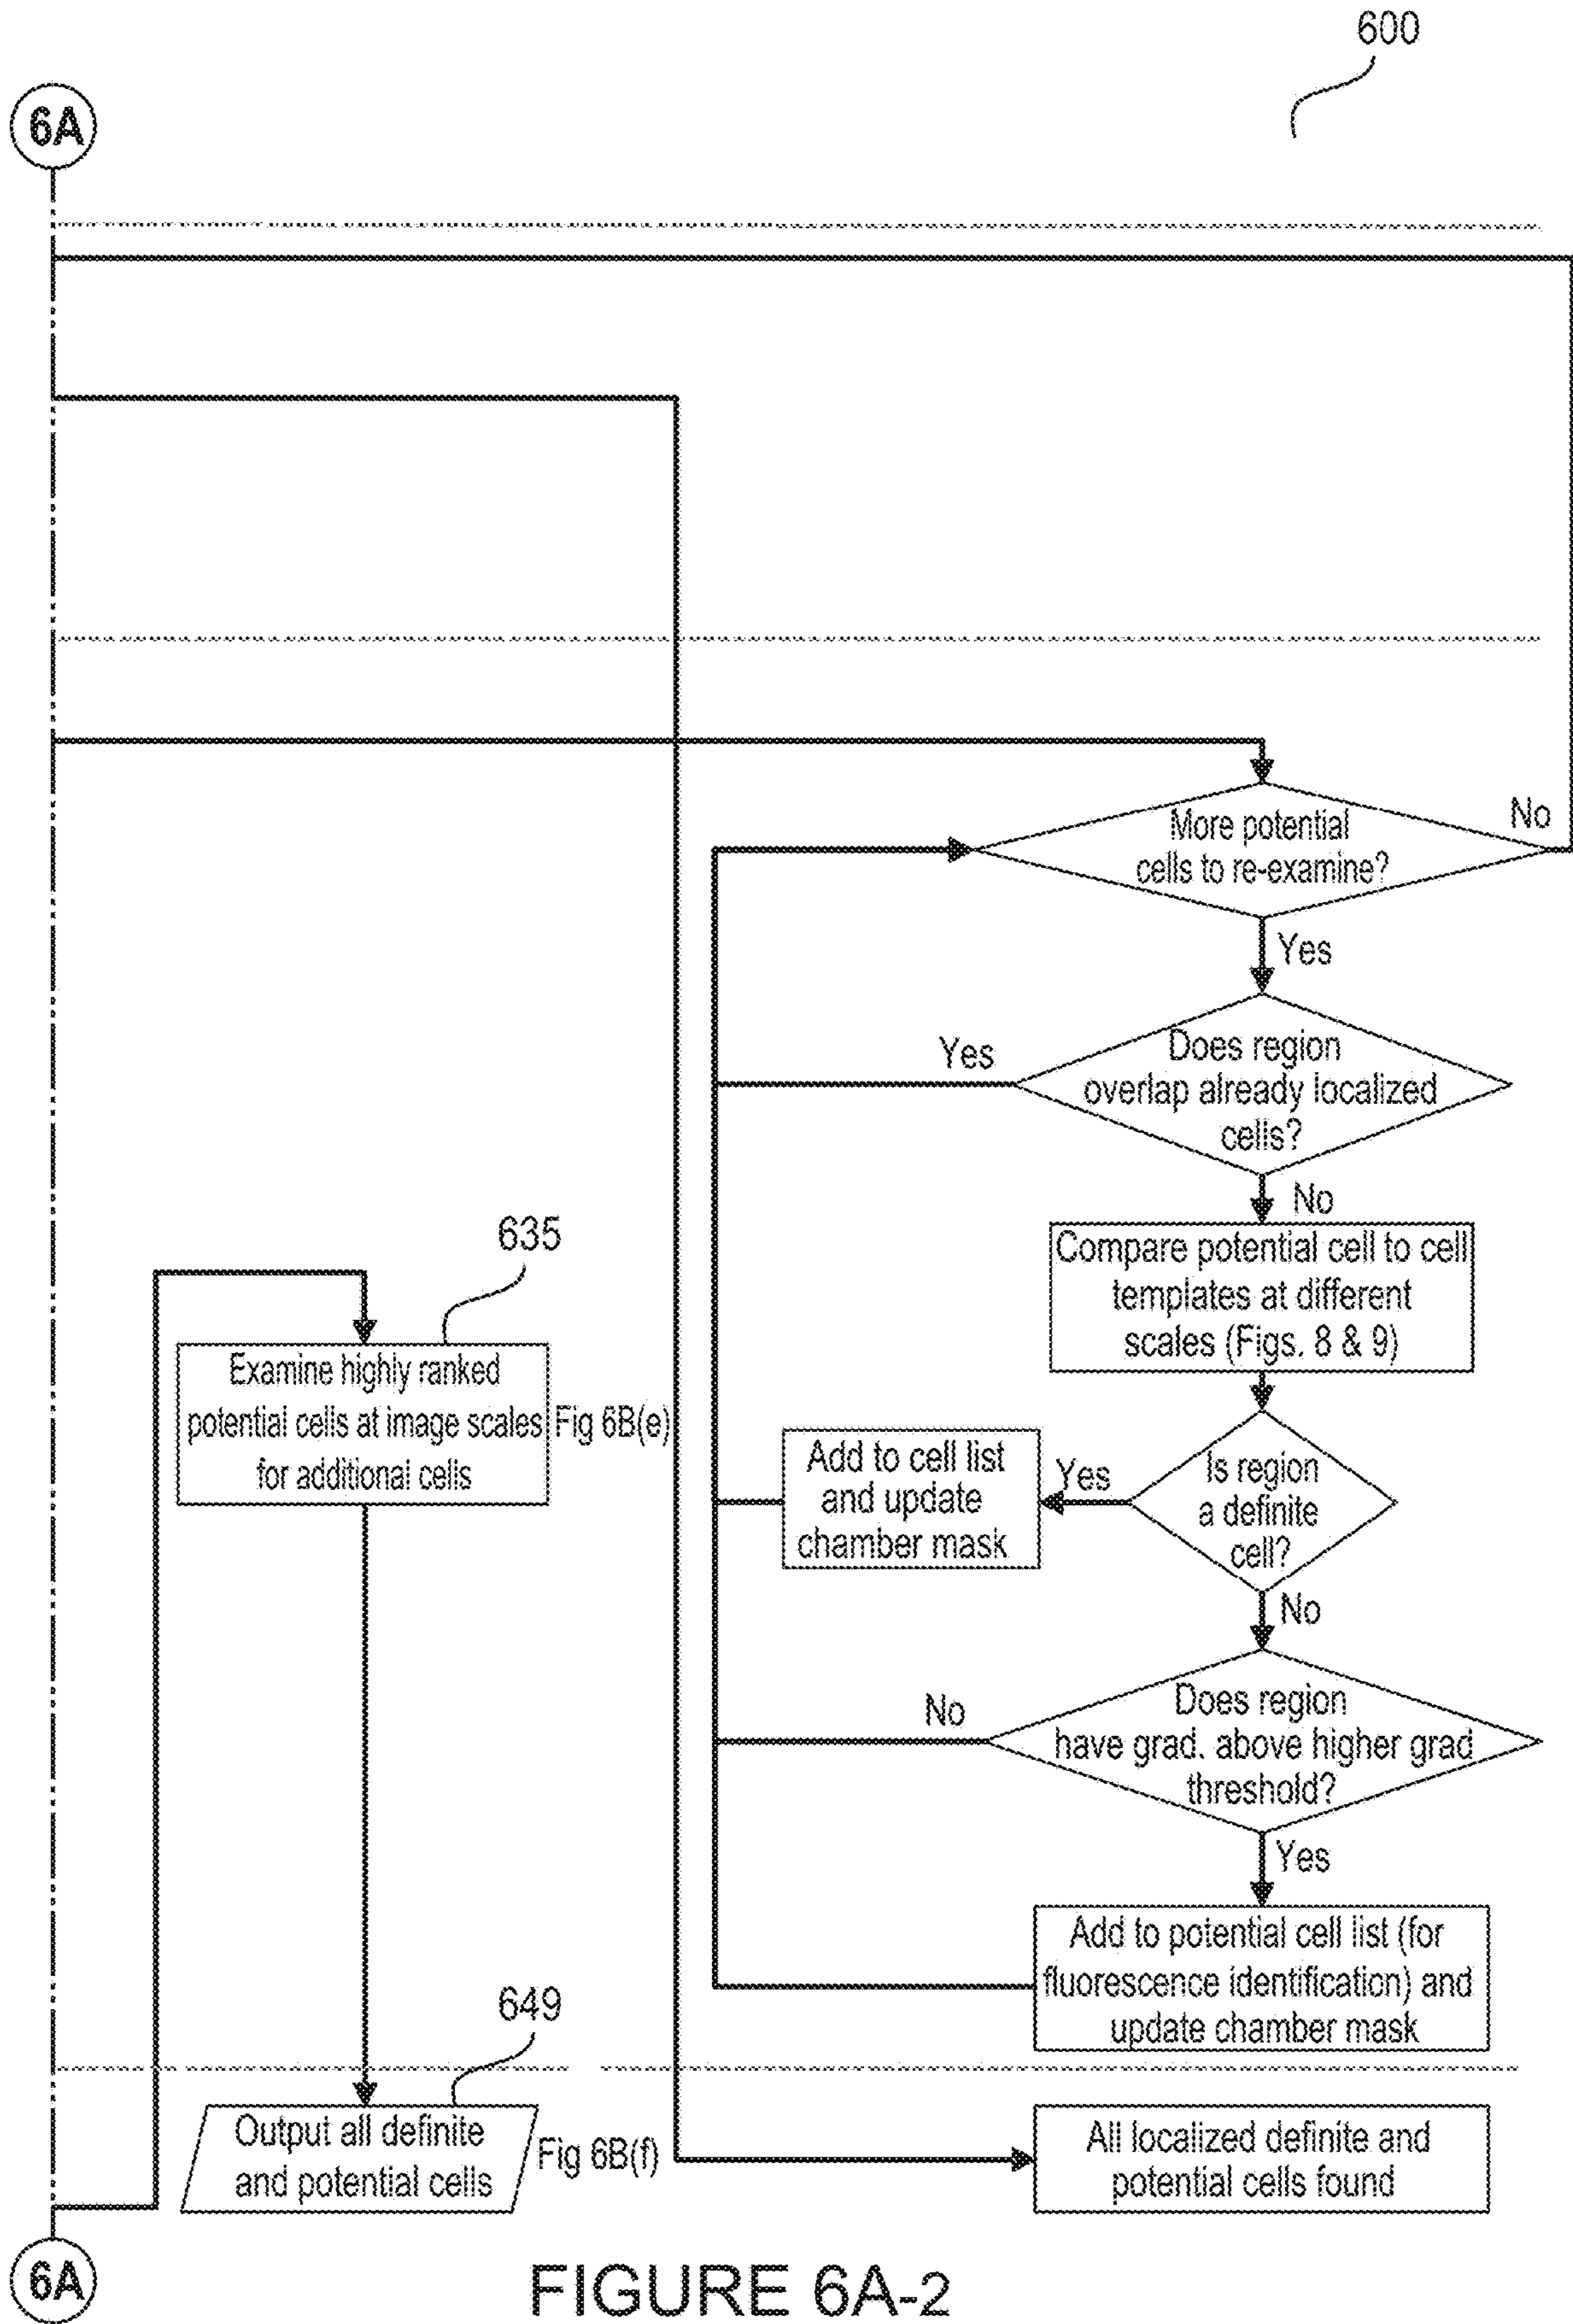 600
6A
More potential
cells to re-examine?
No
Yes
Does region
overlap already localized
cells?
Yes
No
Compare potential cell to cell
templates at different
scales (Figs. 8 & 9)
635
Examine highly ranked
potential cells at image scales
for additional cells
Fig 6B(e)
Is region
a definite
cell?
Yes
Add to cell list
and update
chamber mask
No
Does region
have grad. above higher grad
threshold?
No
Yes
Add to potential cell list (for
fluorescence identification) and
update chamber mask
649
Output all definite
and potential cells
Fig 6B(f)
All localized definite and
potential cells found
6A
FIGURE 6A-2